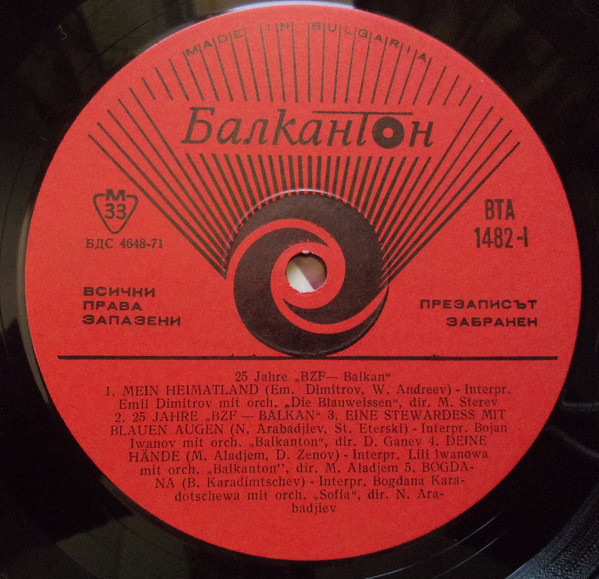 MADE IN BULGARIA
Балкантон
М
33
БДС 4648-71
ВТА
1482-I
ВСИЧКИ
ПРАВА
ЗАПАЗЕНИ
ПРЕЗАПИСЪТ
ЗАБРАНЕН
25 Jahre „BZF — Balkan“
1. MEIN HEIMATLAND (Em. Dimitrov, W. Andreev) - Interpr.
Emil Dimitrov mit orch. „Die Blauweissen“, dir. M. Sterev
2. 25 JAHRE „BZF — BALKAN“ 3. EINE STEWARDESS MIT
BLAUEN AUGEN (N. Arabadjiev, St. Eterski) - Interpr. Bojan
Iwanov mit orch. „Balkanton“, dir. D. Ganev 4. DEINE
HÄNDE (M. Aladjem, D. Zenov) - Interpr. Lili Iwanowa
mit orch. „Balkanton“, dir. M. Aladjem 5. BOGDA-
NA (B. Karadimtschev) - Interpr. Bogdana Kara-
dotschewa mit orch. „Sofia“, dir. N. Ara-
badjiev